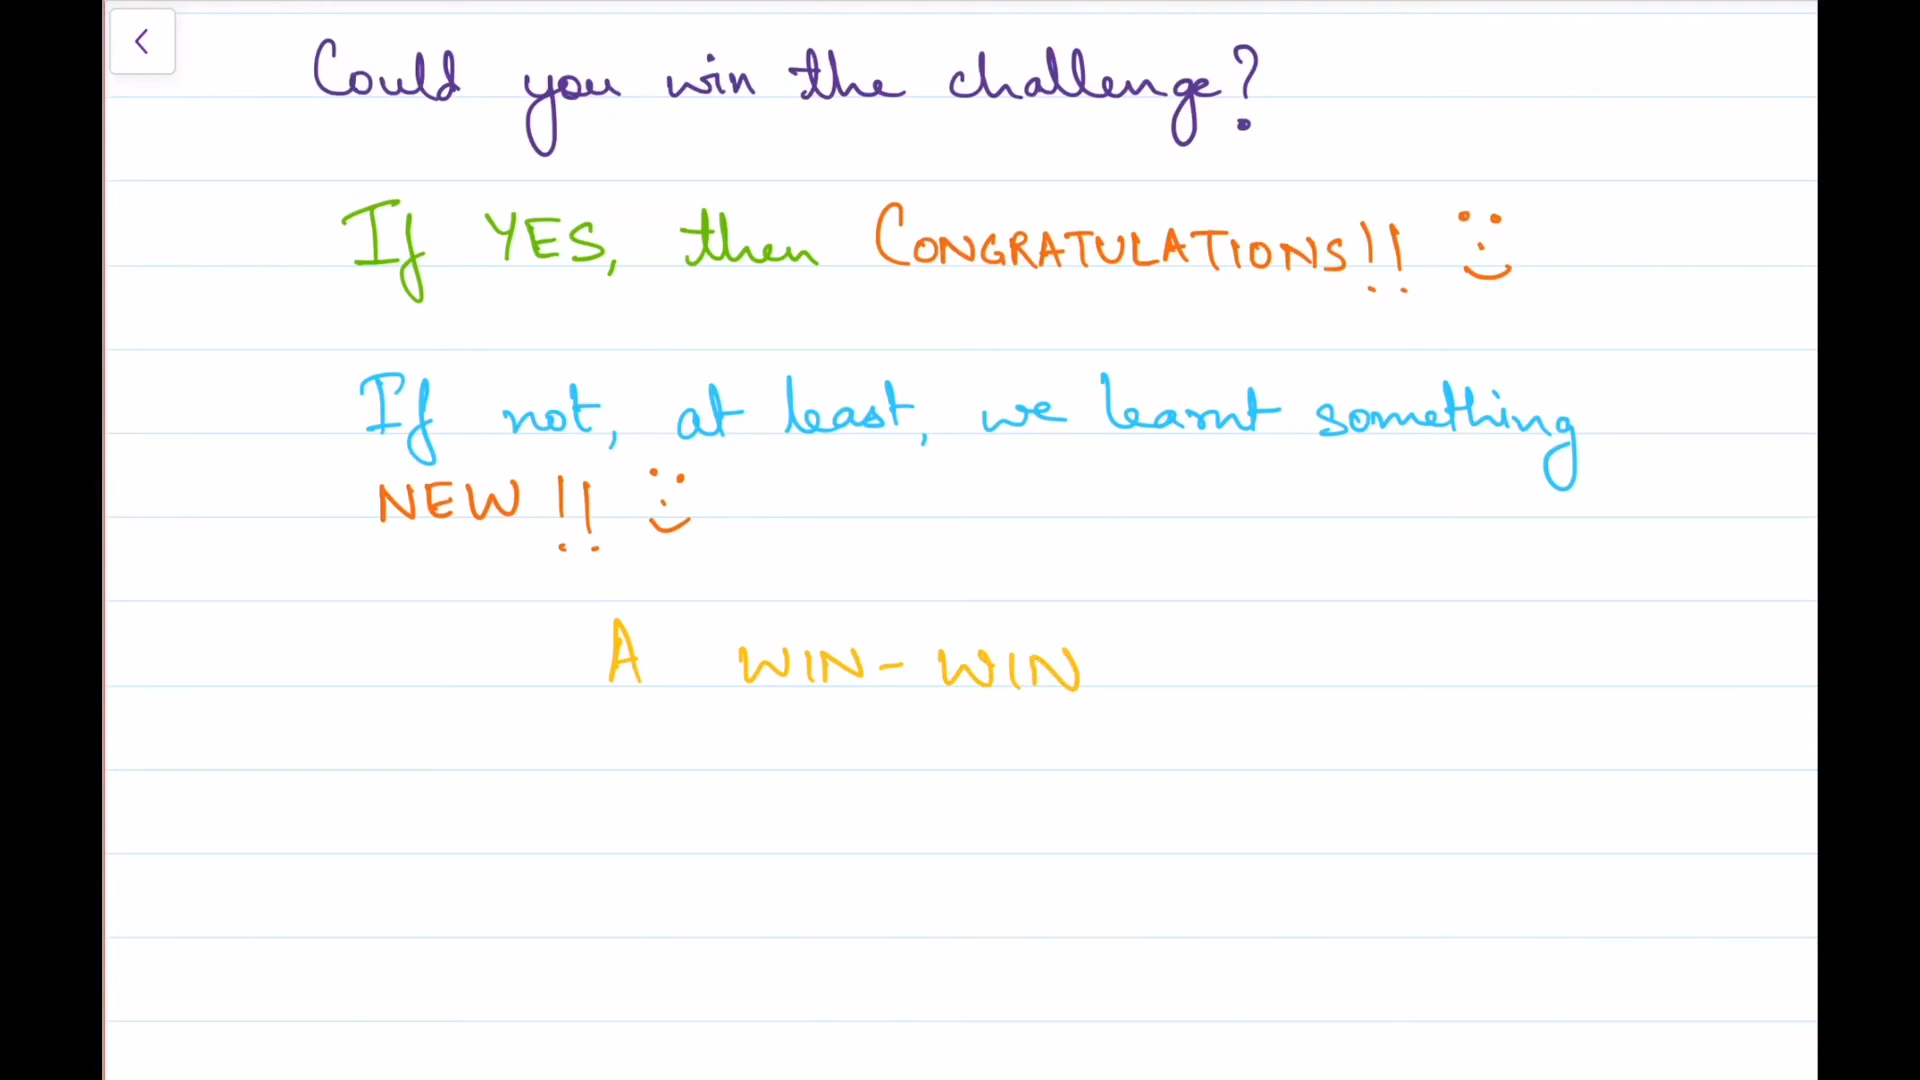 Could you win the challenge?
If YES, then CONGRATULATIONS!!
If not, at least, we learnt something
NEW!!
A WIN-WIN